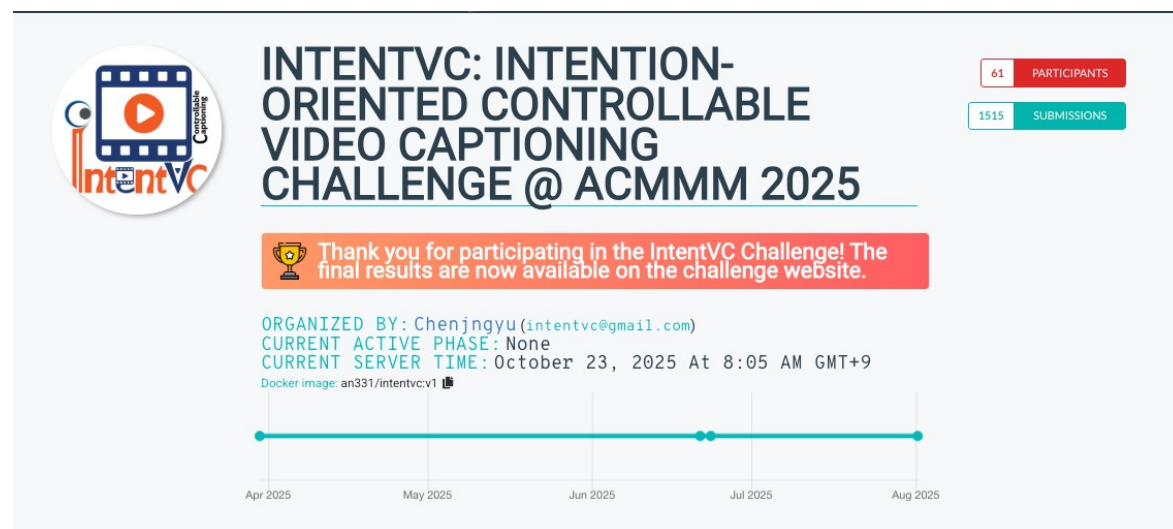 Controllable
Captioning
IntentVC
INTENTVC: INTENTION-
ORIENTED CONTROLLABLE
VIDEO CAPTIONING
CHALLENGE @ ACMMM 2025
61 PARTICIPANTS
1515 SUBMISSIONS
Thank you for participating in the IntentVC Challenge! The
final results are now available on the challenge website.
ORGANIZED BY: Chenjngyu (intentvc@gmail.com)
CURRENT ACTIVE PHASE: None
CURRENT SERVER TIME: October 23, 2025 At 8:05 AM GMT+9
Docker image: an331/intentvc:v1
Apr 2025 May 2025 Jun 2025 Jul 2025 Aug 2025